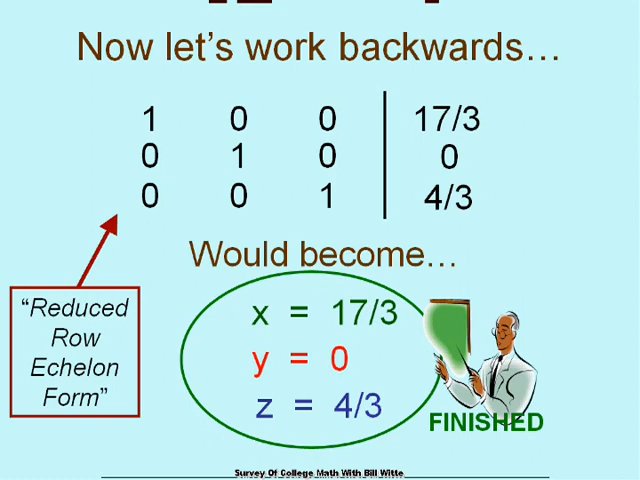 Now let's work backwards…
1 0 0 17/3
0 1 0 0
0 0 1 4/3
Would become…
"Reduced
Row
Echelon
Form"
x = 17/3
y = 0
z = 4/3
FINISHED
Survey Of College Math With Bill Witte